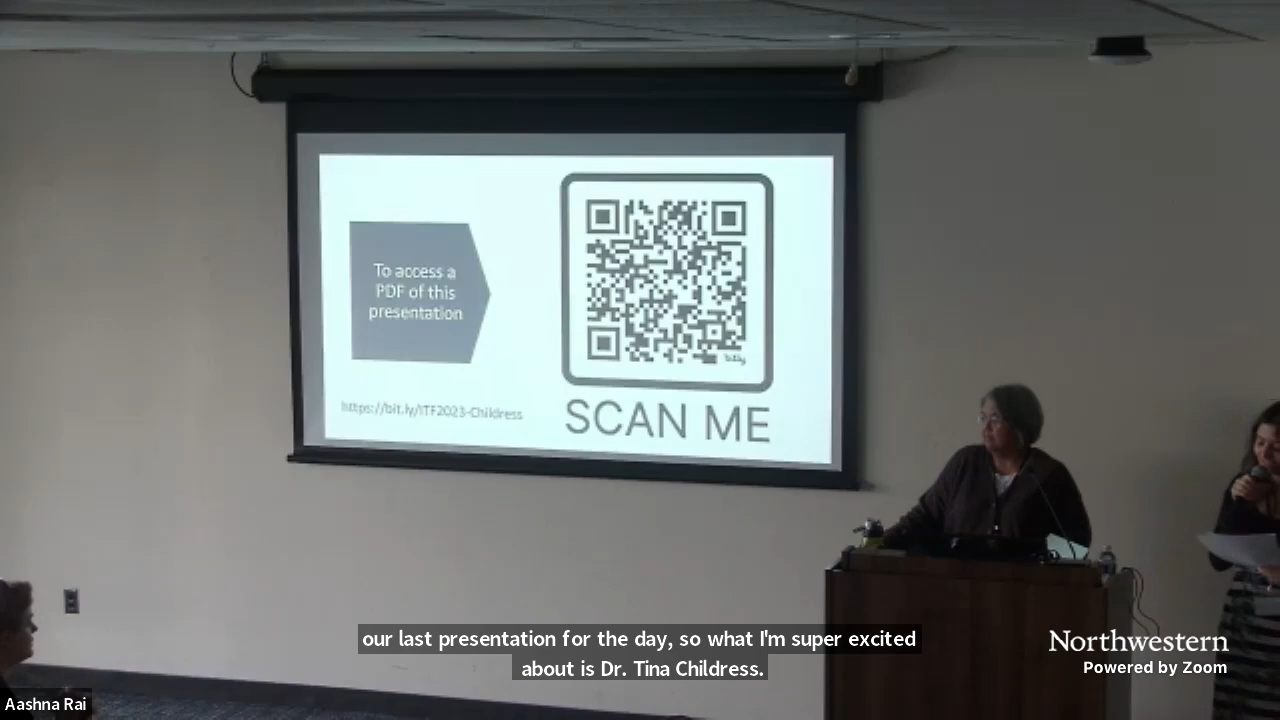 To access a
PDF of this
presentation
https://bit.ly/ITF2023-Childress
bitly
SCAN ME
our last presentation for the day, so what I'm super excited
about is Dr. Tina Childress.
Northwestern
Powered by Zoom
Aashna Rai